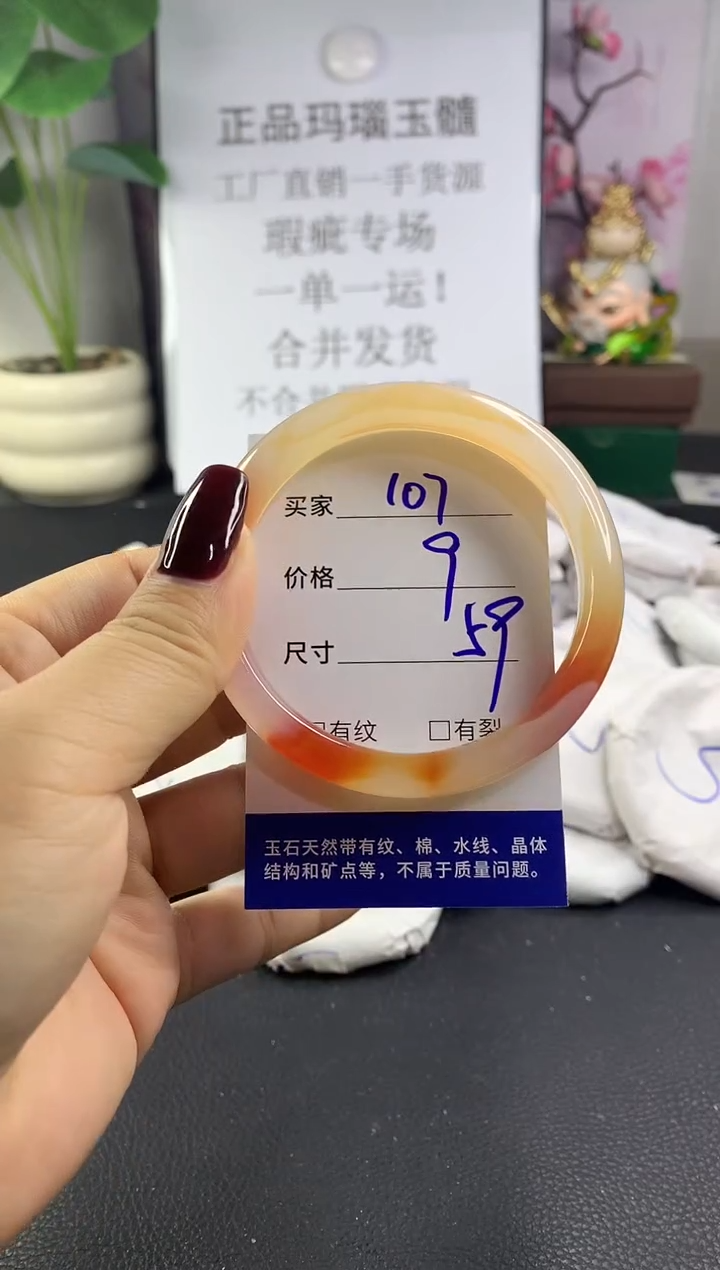 正品玛瑙玉髓
工厂直销一手货源
瑕疵专场
一单一运！
合并发货
不合并
买家 107
价格 9
尺寸 59
□有纹 □有裂
玉石天然带有纹、棉、水线、晶体
结构和矿点等，不属于质量问题。